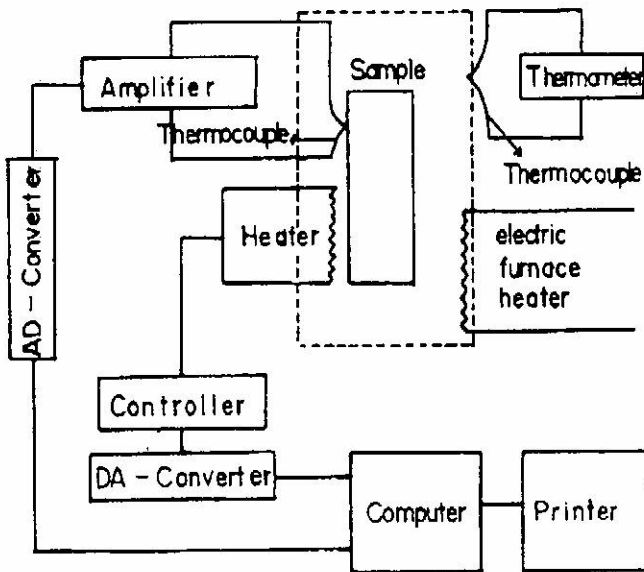 Sample
Amplifier
Thermometer
Thermocouple
Thermocouple
AD-Converter
Heater
electric
furnace
heater
Controller
DA-Converter
Computer
Printer